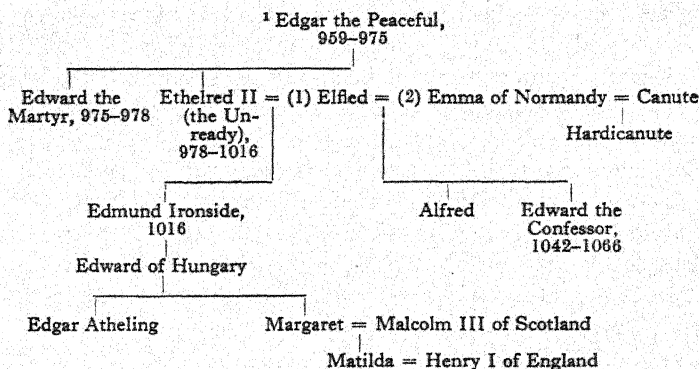 ¹ Edgar the Peaceful,
959–975
Edward the
Martyr, 975–978
Ethelred II = (1) Elfled = (2) Emma of Normandy = Canute
(the Un-
ready),
978–1016
Hardicanute
Edmund Ironside,
1016
Alfred
Edward the
Confessor,
1042–1066
Edward of Hungary
Edgar Atheling
Margaret = Malcolm III of Scotland
Matilda = Henry I of England